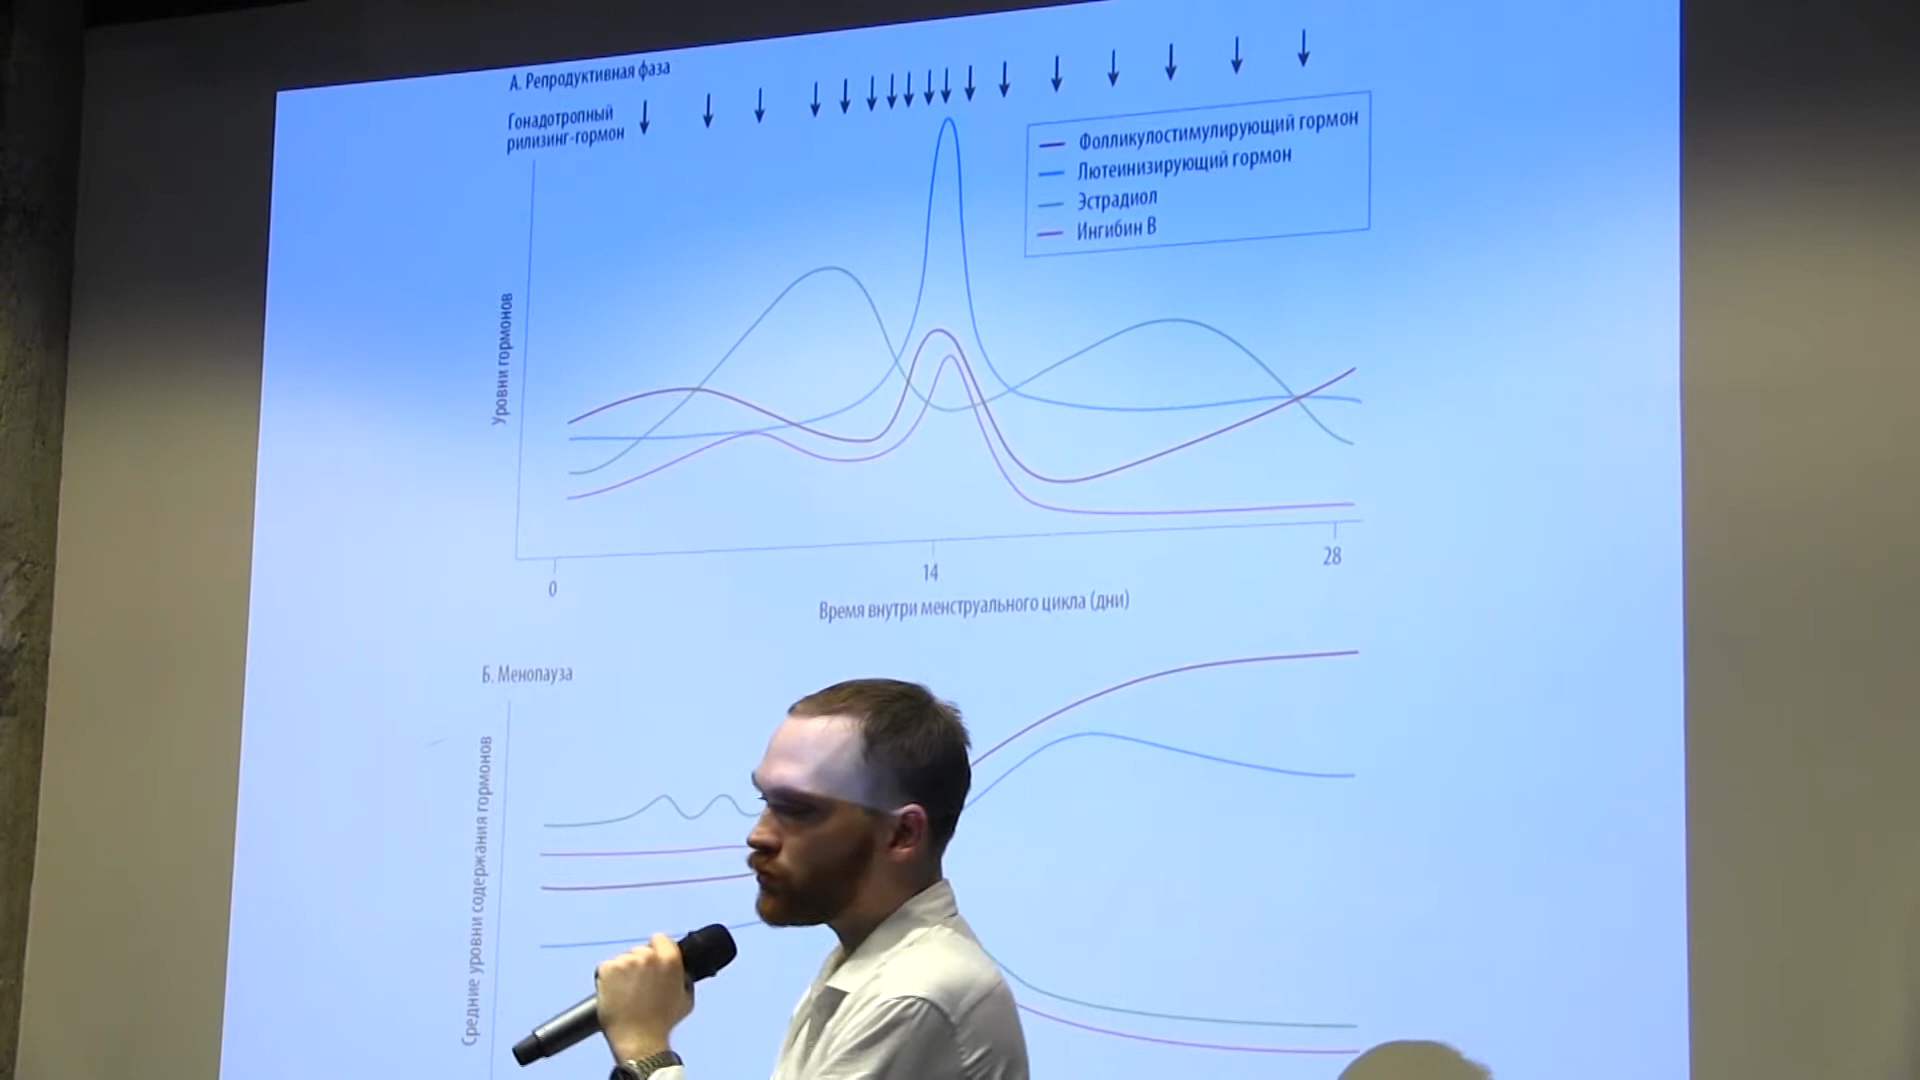 А. Репродуктивная фаза
Гонадотропный
рилизинг-гормон
Фолликулостимулирующий гормон
Лютеинизирующий гормон
Эстрадиол
Ингибин В
Уровни гормонов
0
14
28
Время внутри менструального цикла (дни)
Б. Менопауза
Средние уровни содержания гормонов